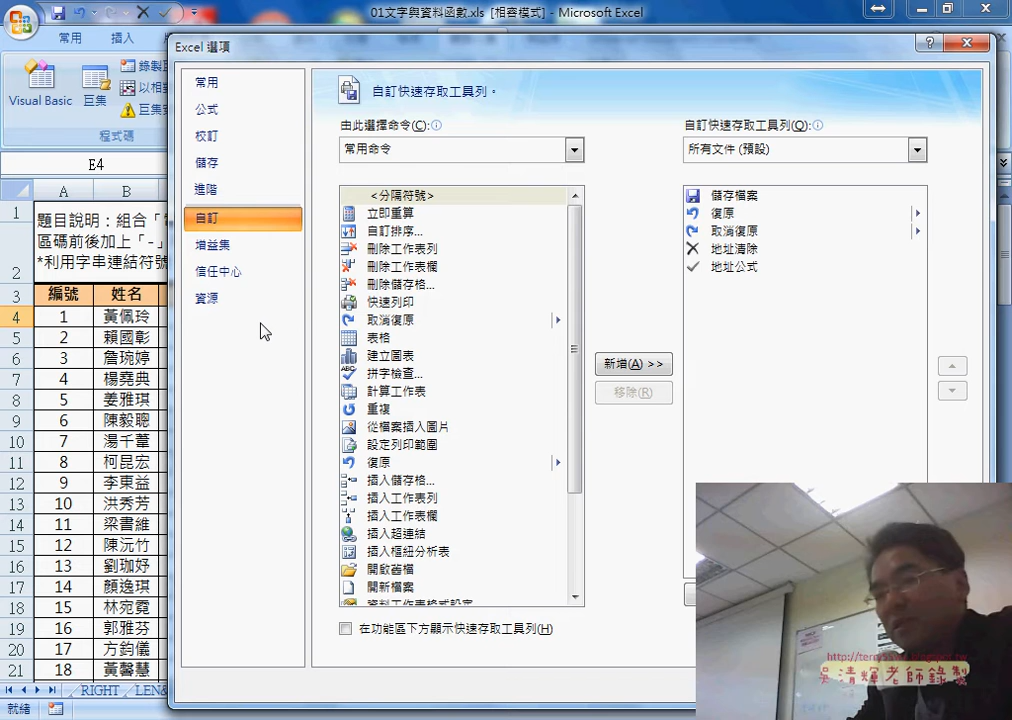 01文字與資料函數.xls [相容模式] - Microsoft Excel
常用
插入
Visual Basic
巨集
程式碼
E4
Excel 選項
常用
公式
校訂
儲存
進階
自訂
增益集
信任中心
資源
自訂快速存取工具列。
由此選擇命令(C):
常用命令
自訂快速存取工具列(Q):
所有文件 (預設)
<分隔符號>
立即重算
自訂排序...
刪除工作表列
刪除工作表欄
刪除儲存格...
快速列印
取消復原
表格
建立圖表
拼字檢查...
計算工作表
重複
從檔案插入圖片
設定列印範圍
復原
插入儲存格...
插入工作表列
插入工作表欄
插入超連結
插入樞紐分析表
開啟舊檔
開新檔案
資料工作表格式設定
儲存檔案
復原
取消復原
地址清除
地址公式
新增(A) >>
移除(R)
在功能區下方顯示快速存取工具列(H)
A B
1 題目說明：組合「
區碼前後加上「-」
2 *利用字串連結符號
3 編號 姓名
4 1 黃佩玲
5 2 賴國彰
6 3 詹琬婷
7 4 楊堯典
8 5 姜雅琪
9 6 陳毅聰
10 7 湯千葦
11 8 柯昆宏
12 9 李東益
13 10 洪秀芳
14 11 梁書維
15 12 陳沅竹
16 13 劉珈妤
17 14 顏逸琪
18 15 林宛霓
19 16 郭雅芬
20 17 方鈞儀
21 18 黃馨慧
RIGHT
LEN&
就緒
吳清輝老師錄製